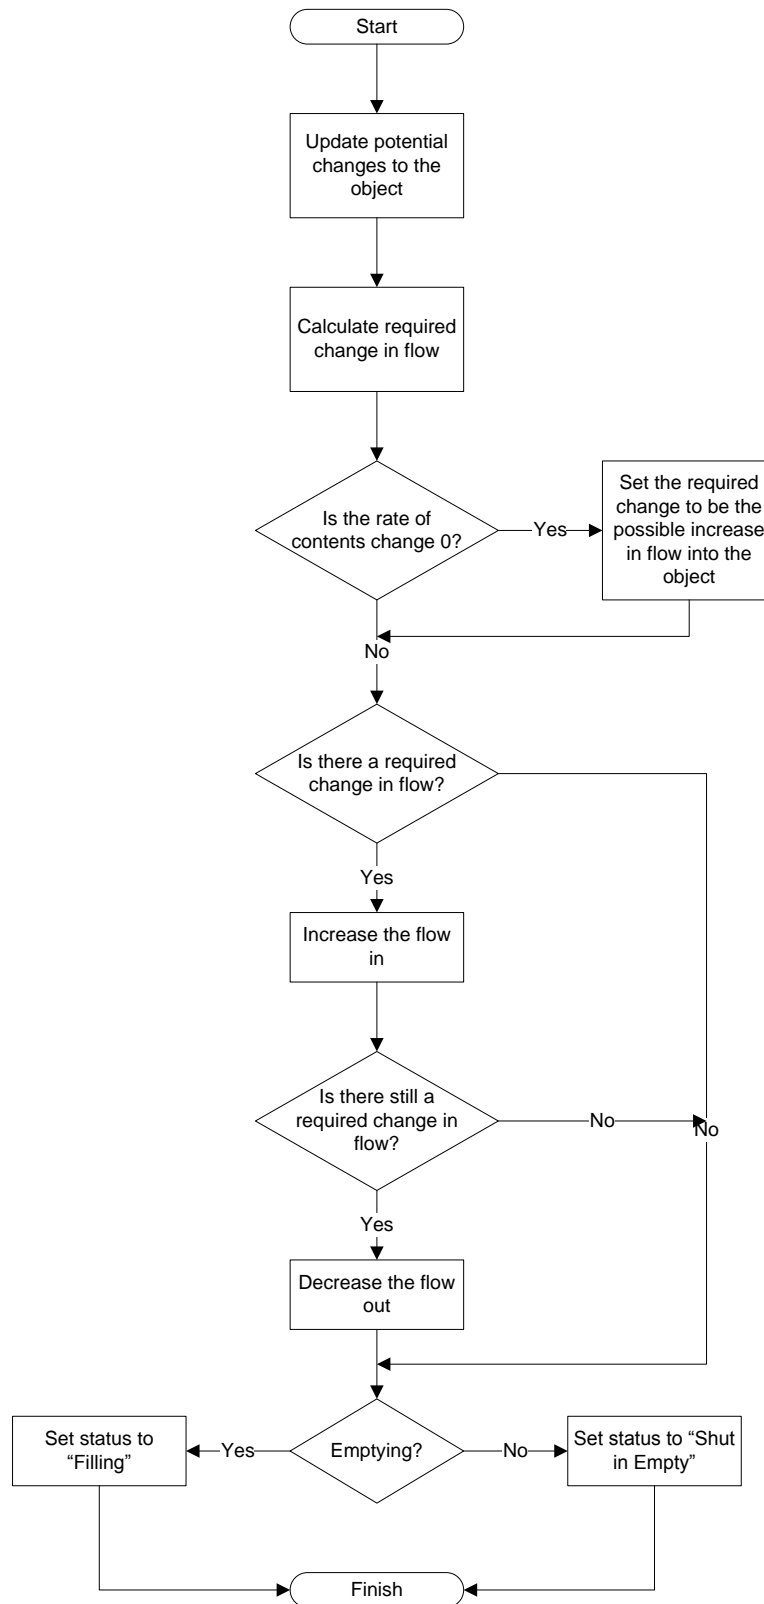 Start
Update potential
changes to the
object
Calculate required
change in flow
Is the rate of
contents change 0?
Yes
Set the required
change to be the
possible increase
in flow into the
object
No
Is there a required
change in flow?
Yes
Increase the flow
in
Is there still a
required change in
flow?
No
No
Yes
Decrease the flow
out
Set status to
“Filling”
Yes
Emptying?
No
Set status to “Shut
in Empty”
Finish